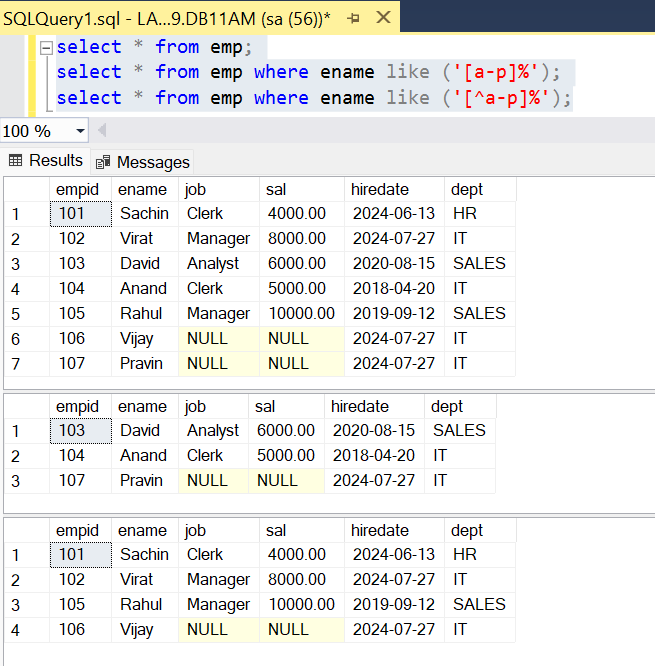 SQLQuery1.sql - LA...9.DB11AM (sa (56))*
select * from emp;
select * from emp where ename like ('[a-p]%');
select * from emp where ename like ('[^a-p]%');
100 %
Results Messages
empid ename job sal hiredate dept
1 101 Sachin Clerk 4000.00 2024-06-13 HR
2 102 Virat Manager 8000.00 2024-07-27 IT
3 103 David Analyst 6000.00 2020-08-15 SALES
4 104 Anand Clerk 5000.00 2018-04-20 IT
5 105 Rahul Manager 10000.00 2019-09-12 SALES
6 106 Vijay NULL NULL 2024-07-27 IT
7 107 Pravin NULL NULL 2024-07-27 IT
empid ename job sal hiredate dept
1 103 David Analyst 6000.00 2020-08-15 SALES
2 104 Anand Clerk 5000.00 2018-04-20 IT
3 107 Pravin NULL NULL 2024-07-27 IT
empid ename job sal hiredate dept
1 101 Sachin Clerk 4000.00 2024-06-13 HR
2 102 Virat Manager 8000.00 2024-07-27 IT
3 105 Rahul Manager 10000.00 2019-09-12 SALES
4 106 Vijay NULL NULL 2024-07-27 IT